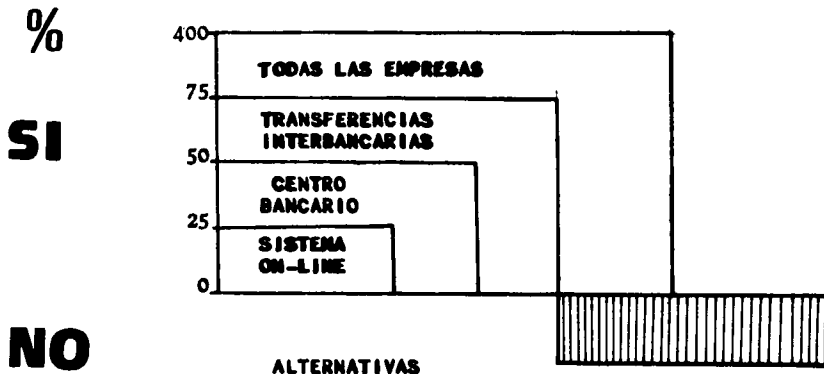 %
400
TODAS LAS EMPRESAS
75
TRANSFERENCIAS
INTERBANCARIAS
SI
50
CENTRO
BANCARIO
25
SISTEMA
ON-LINE
0
NO
ALTERNATIVAS